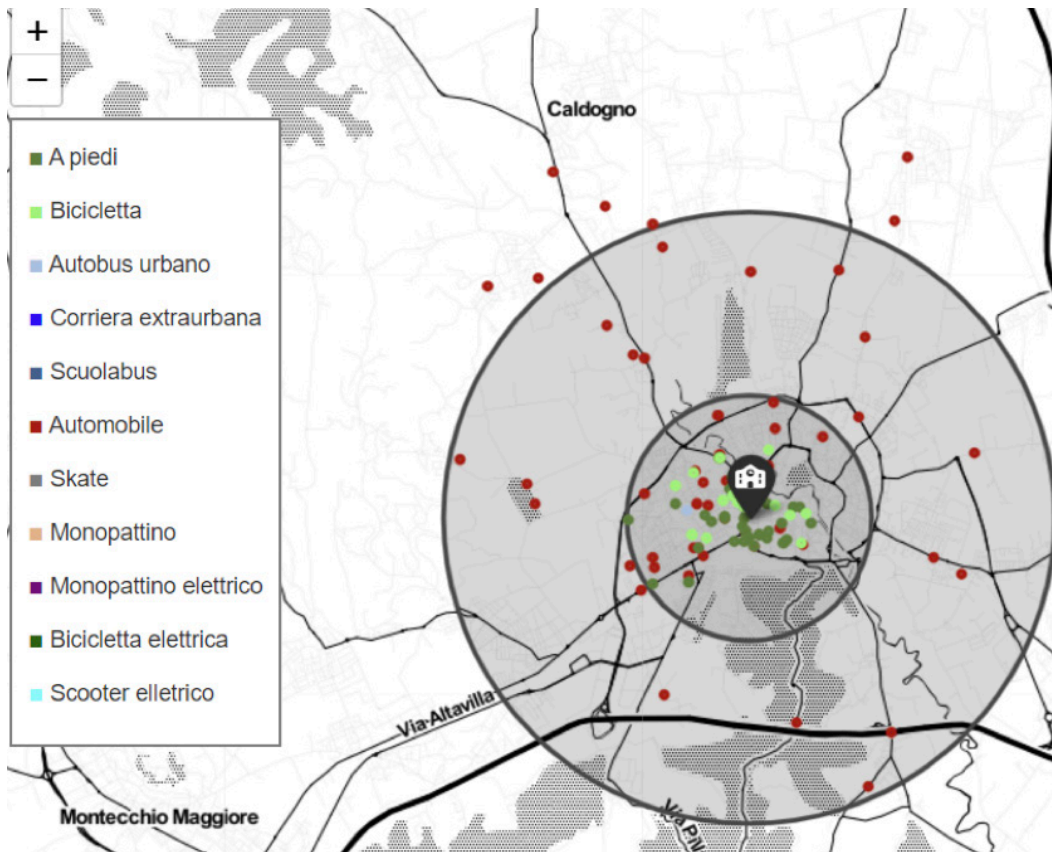 +
Caldogno
−
A piedi
Bicicletta
Autobus urbano
Corriera extraurbana
Scuolabus
Automobile
Skate
Monopattino
Monopattino elettrico
Bicicletta elettrica
Scooter elletrico
Via Altavilla
Montecchio Maggiore